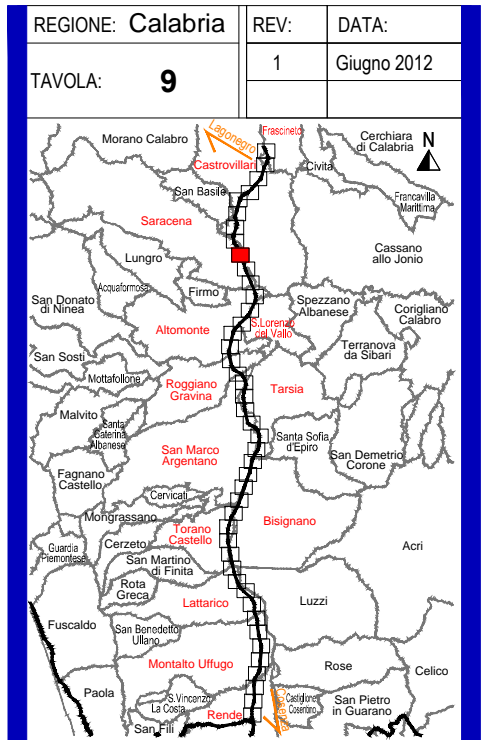 REGIONE: Calabria
REV:
DATA:
TAVOLA: 9
1
Giugno 2012
Lagonegro
Frascineto
Morano Calabro
Cerchiara
di Calabria
N
Castrovillari
Civita
San Basile
Francavilla
Marittima
Saracena
Cassano
allo Jonio
Lungro
Acquaformosa
Firmo
San Donato
di Ninea
Spezzano
Albanese
Corigliano
Calabro
S.Lorenzo
del Vallo
Altomonte
Terranova
da Sibari
San Sosti
Mottafollone
Roggiano
Gravina
Tarsia
Malvito
Santa
Caterina
Albanese
Santa Sofia
d'Epiro
San Marco
Argentano
San Demetrio
Corone
Fagnano
Castello
Cervicati
Mongrassano
Bisignano
Torano
Castello
Cerzeto
Acri
Guardia
Piemontese
San Martino
di Finita
Rota
Greca
Lattarico
Luzzi
Fuscaldo
San Benedetto
Ullano
Montalto Uffugo
Rose
Celico
Paola
S.Vincenzo
La Costa
Cosenza
Castiglione
Cosentino
San Pietro
in Guarano
Rende
San Fili